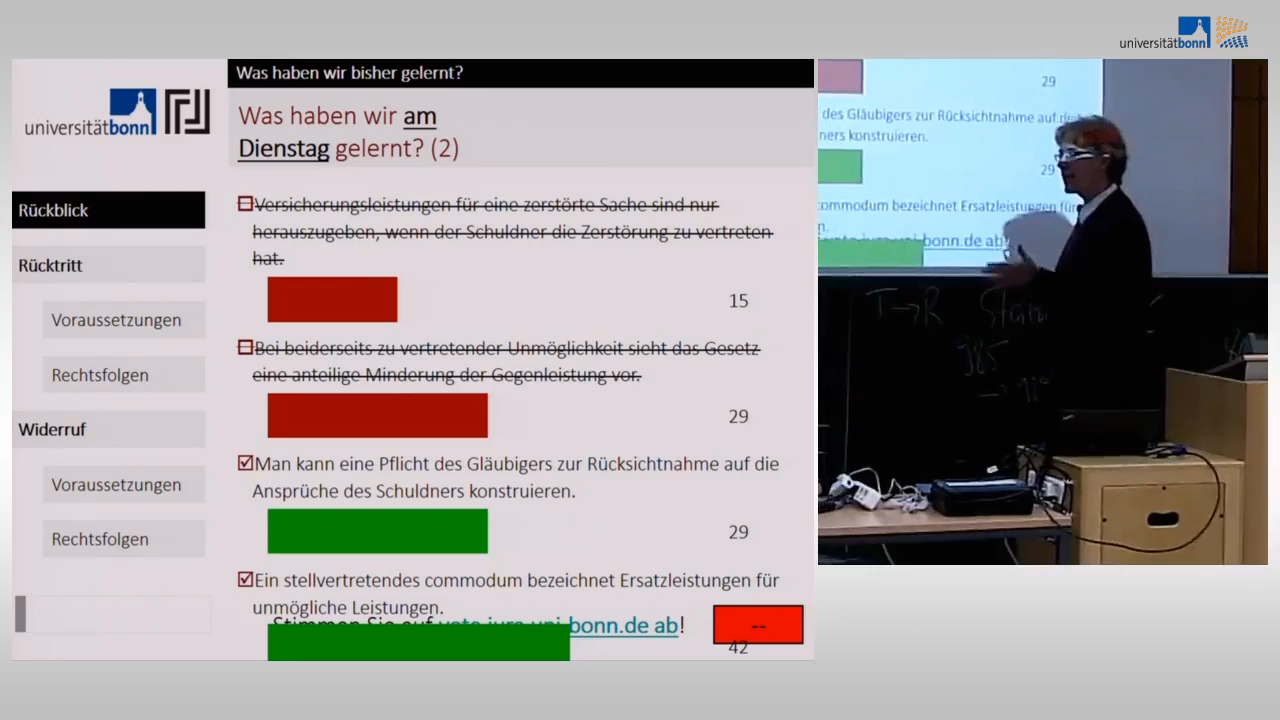 universitätbonn
Was haben wir bisher gelernt?
universitätbonn
Was haben wir am
Dienstag gelernt? (2)
Rückblick
Rücktritt
Voraussetzungen
Rechtsfolgen
Widerruf
Voraussetzungen
Rechtsfolgen
Versicherungsleistungen für eine zerstörte Sache sind nur
herauszugeben, wenn der Schuldner die Zerstörung zu vertreten
hat.
15
Bei beiderseits zu vertretender Unmöglichkeit sieht das Gesetz
eine anteilige Minderung der Gegenleistung vor.
29
Man kann eine Pflicht des Gläubigers zur Rücksichtnahme auf die
Ansprüche des Schuldners konstruieren.
29
Ein stellvertretendes commodum bezeichnet Ersatzleistungen für
unmögliche Leistungen.
Stimmen Sie auf vote.jura.uni-bonn.de ab!
--
42
29
des Gläubigers zur Rücksichtnahme auf die
ners konstruieren.
29
commodum bezeichnet Ersatzleistungen für
n.
bonn.de ab
T→R
985